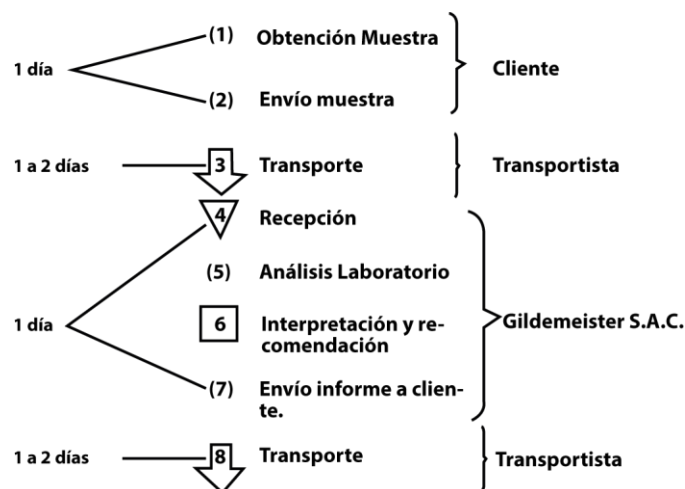 (1) Obtención Muestra
1 día
Cliente
(2) Envío muestra
1 a 2 días 3 Transporte Transportista
4 Recepción
(5) Análisis Laboratorio
1 día 6 Interpretación y re-
comendación
Gildemeister S.A.C.
(7) Envío informe a clien-
te.
1 a 2 días 8 Transporte Transportista